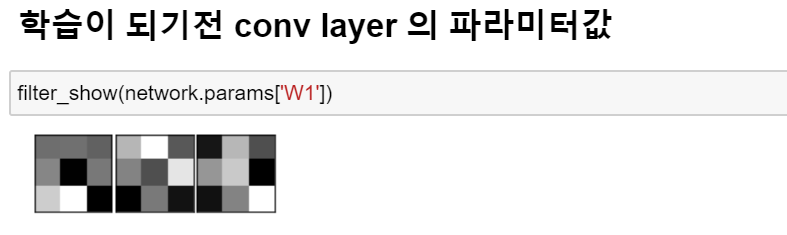 학습이 되기전 conv layer 의 파라미터값
filter_show(network.params['W1'])